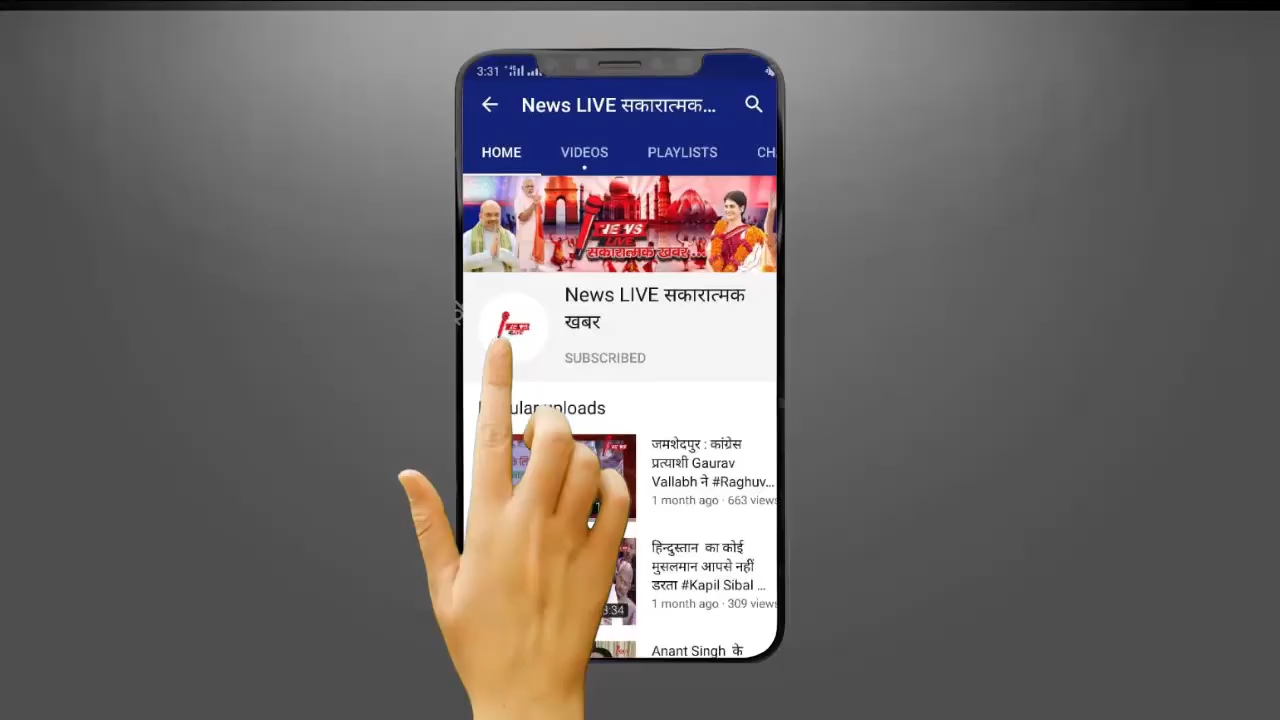 3:31
News LIVE सकारात्मक...
HOME VIDEOS PLAYLISTS CH
NEWS
LIVE
सकारात्मक खबर ...
News LIVE सकारात्मक
खबर
SUBSCRIBED
ular uploads
जमशेदपुर : कांग्रेस
प्रत्याशी Gaurav
Vallabh ने #Raghuv...
1 month ago · 663 views
हिन्दुस्तान का कोई
मुसलमान आपसे नहीं
डरता #Kapil Sibal ...
1 month ago · 309 views
3:34
Anant Singh के